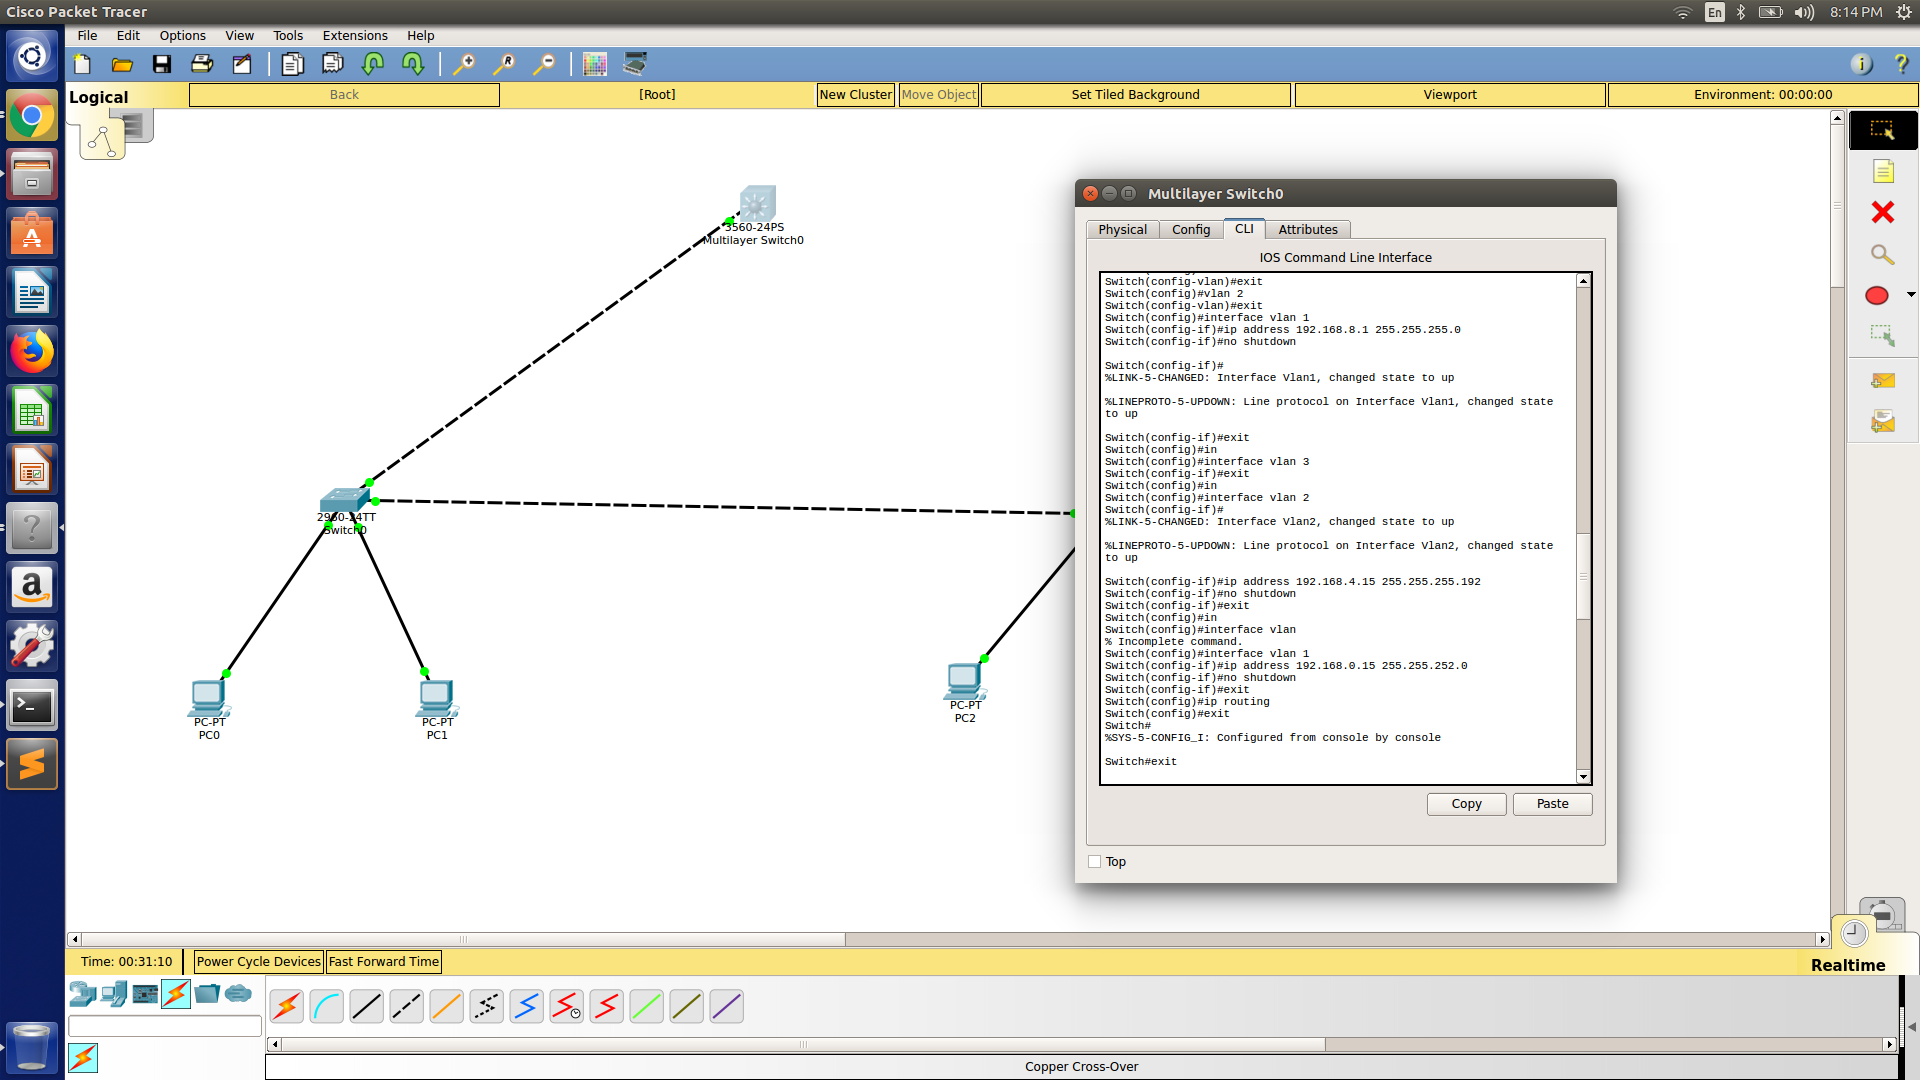 Cisco Packet Tracer
En
8:14 PM
File Edit Options View Tools Extensions Help
Logical
Back
[Root]
New Cluster
Move Object
Set Tiled Background
Viewport
Environment: 00:00:00
3560-24PS
Multilayer Switch0
2950-24TT
Switch0
PC-PT
PC0
PC-PT
PC1
PC-PT
PC2
Multilayer Switch0
Physical Config CLI Attributes
IOS Command Line Interface
Switch(config-vlan)#exit
Switch(config)#vlan 2
Switch(config-vlan)#exit
Switch(config)#interface vlan 1
Switch(config-if)#ip address 192.168.8.1 255.255.255.0
Switch(config-if)#no shutdown
Switch(config-if)#
%LINK-5-CHANGED: Interface Vlan1, changed state to up
%LINEPROTO-5-UPDOWN: Line protocol on Interface Vlan1, changed state
to up
Switch(config-if)#exit
Switch(config)#in
Switch(config)#interface vlan 3
Switch(config-if)#exit
Switch(config)#in
Switch(config)#interface vlan 2
Switch(config-if)#
%LINK-5-CHANGED: Interface Vlan2, changed state to up
%LINEPROTO-5-UPDOWN: Line protocol on Interface Vlan2, changed state
to up
Switch(config-if)#ip address 192.168.4.15 255.255.255.192
Switch(config-if)#no shutdown
Switch(config-if)#exit
Switch(config)#in
Switch(config)#interface vlan
% Incomplete command.
Switch(config)#interface vlan 1
Switch(config-if)#ip address 192.168.0.15 255.255.252.0
Switch(config-if)#no shutdown
Switch(config-if)#exit
Switch(config)#ip routing
Switch(config)#exit
Switch#
%SYS-5-CONFIG_I: Configured from console by console
Switch#exit
Copy
Paste
Top
Time: 00:31:10
Power Cycle Devices
Fast Forward Time
Realtime
Copper Cross-Over